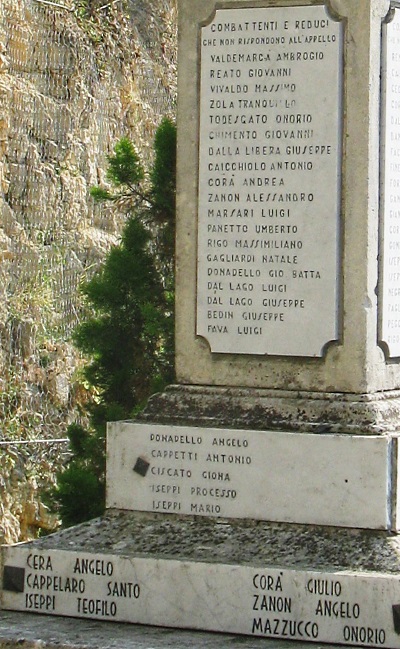 COMBATTENTI E REDUCI
CHE NON RISPONDONO ALL'APPELLO
VALDEMARCA AMBROGIO
REATO GIOVANNI
VIVALDO MASSIMO
ZOLA TRANQUILLO
TODESCATO ONORIO
CHIMENTO GIOVANNI
DALLA LIBERA GIUSEPPE
CAICCHIOLO ANTONIO
CORÀ ANDREA
ZANON ALESSANDRO
MARSARI LUIGI
PANETTO UMBERTO
RIGO MASSIMILIANO
GAGLIARDI NATALE
DONADELLO GIO BATTA
DAL LAGO LUIGI
DAL LAGO GIUSEPPE
BEDIN GIUSEPPE
FAVA LUIGI
DONADELLO ANGELO
CAPPETTI ANTONIO
CISCATO GIONA
ISEPPI PROCESSO
ISEPPI MARIO
CERA ANGELO
CAPPELARO SANTO
ISEPPI TEOFILO
CORÀ GIULIO
ZANON ANGELO
MAZZUCCO ONORIO